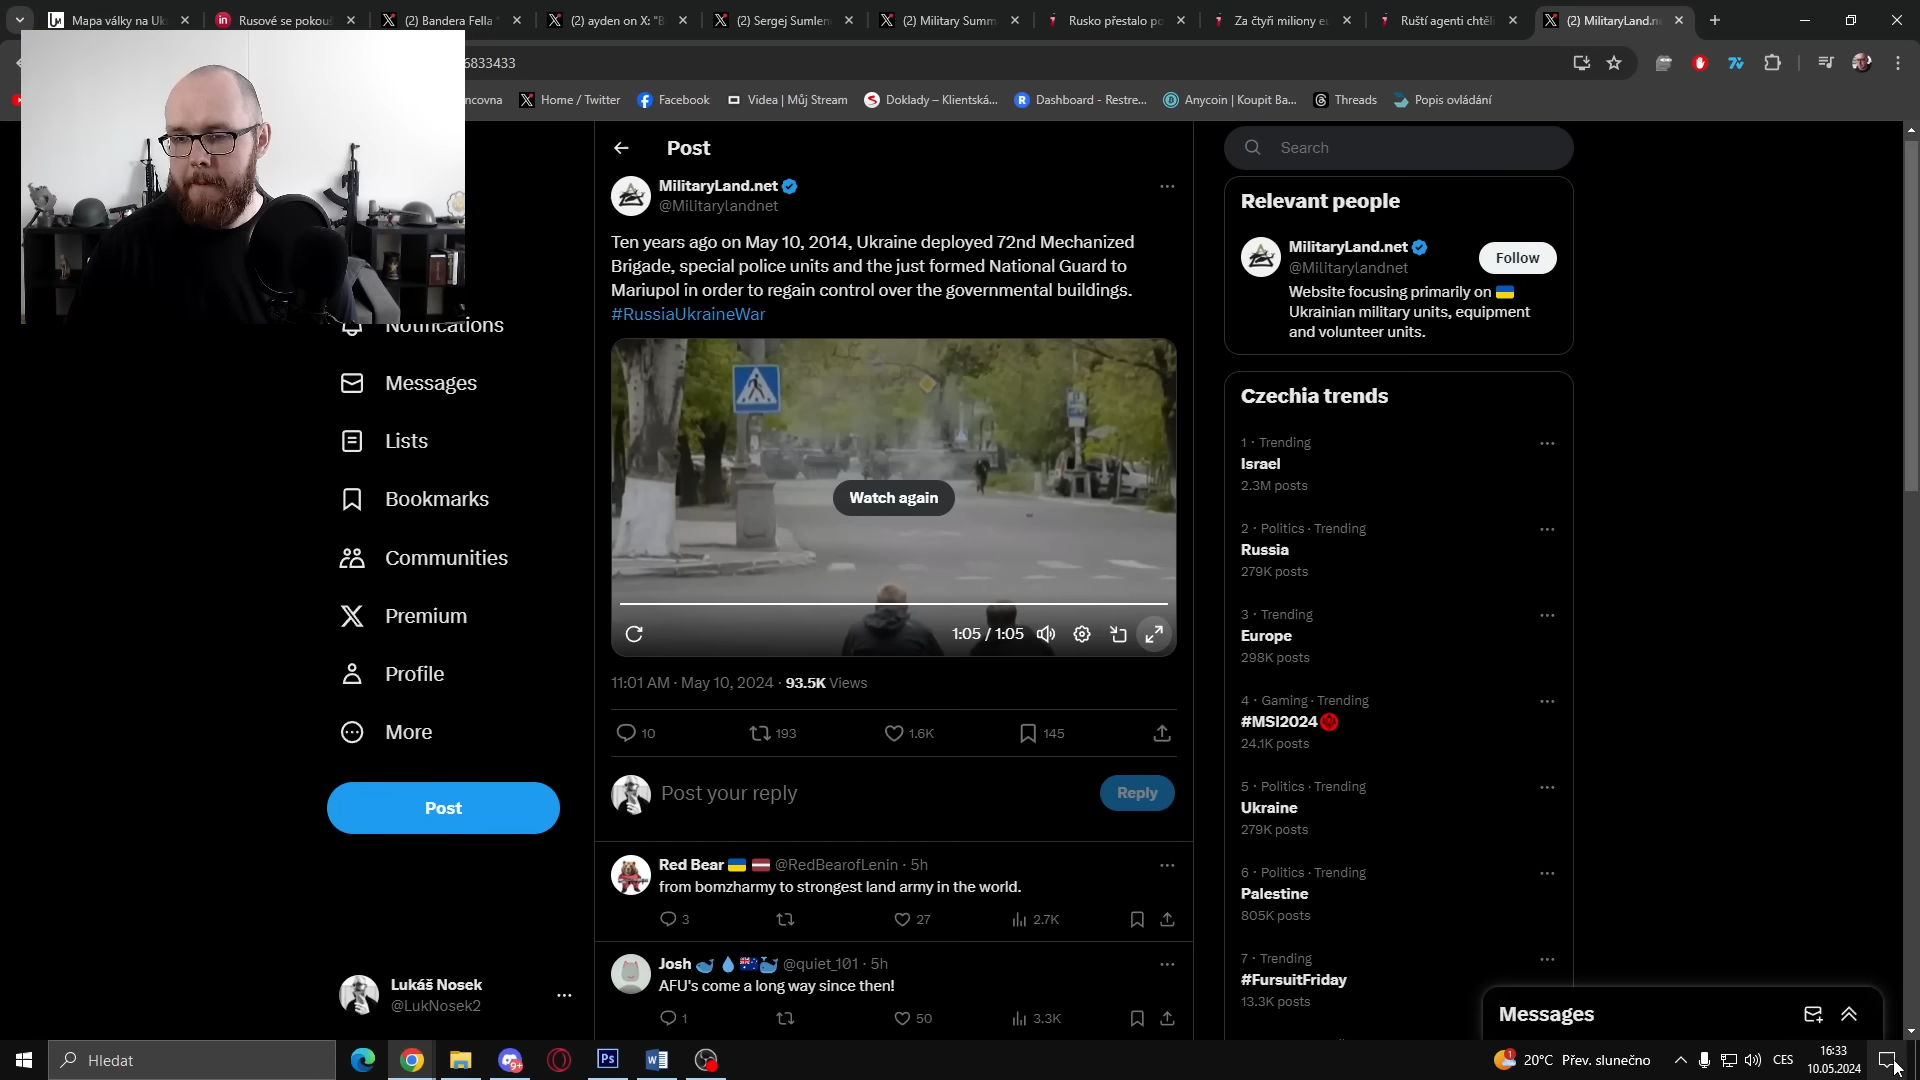 Mapa války na Uk
Rusové se pokouš
(2) Bandera Fella
(2) ayden on X: "B
(2) Sergej Sumlen
(2) Military Summ
Rusko přestalo po
Za čtyři miliony eu
Ruští agenti chtěli
(2) MilitaryLand.n
6833433
ncovna
Home / Twitter
Facebook
Videa | Můj Stream
Doklady – Klientská...
Dashboard - Restre...
Anycoin | Koupit Ba...
Threads
Popis ovládání
Notifications
Messages
Lists
Bookmarks
Communities
Premium
Profile
More
Post
Lukáš Nosek
@LukNosek2
Post
MilitaryLand.net
@Militarylandnet
Ten years ago on May 10, 2014, Ukraine deployed 72nd Mechanized
Brigade, special police units and the just formed National Guard to
Mariupol in order to regain control over the governmental buildings.
#RussiaUkraineWar
Watch again
1:05 / 1:05
11:01 AM · May 10, 2024 · 93.5K Views
10
193
1.6K
145
Post your reply
Reply
Red Bear @RedBearofLenin · 5h
from bomzharmy to strongest land army in the world.
3
27
2.7K
Josh @quiet_101 · 5h
AFU's come a long way since then!
1
50
3.3K
Search
Relevant people
MilitaryLand.net
@Militarylandnet
Follow
Website focusing primarily on
Ukrainian military units, equipment
and volunteer units.
Czechia trends
1 · Trending
Israel
2.3M posts
2 · Politics · Trending
Russia
279K posts
3 · Trending
Europe
298K posts
4 · Gaming · Trending
#MSI2024
24.1K posts
5 · Politics · Trending
Ukraine
279K posts
6 · Politics · Trending
Palestine
805K posts
7 · Trending
#FursuitFriday
13.3K posts
Messages
Hledat
9+
Ps
1
20°C Přev. slunečno
CES
16:33
10.05.2024